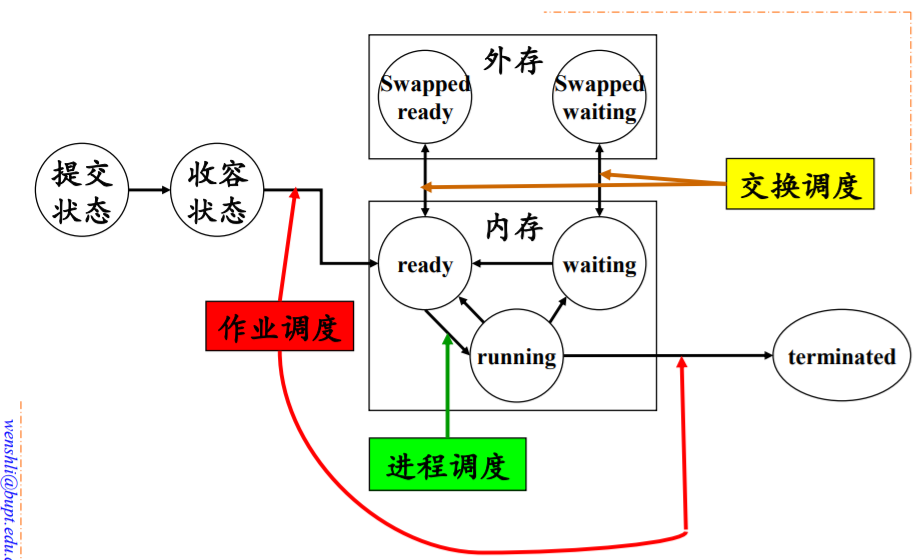 外存
Swapped
ready
Swapped
waiting
提交
状态
收容
状态
交换调度
内存
ready
waiting
作业调度
running
terminated
进程调度
wenshli@bupt.edu.c